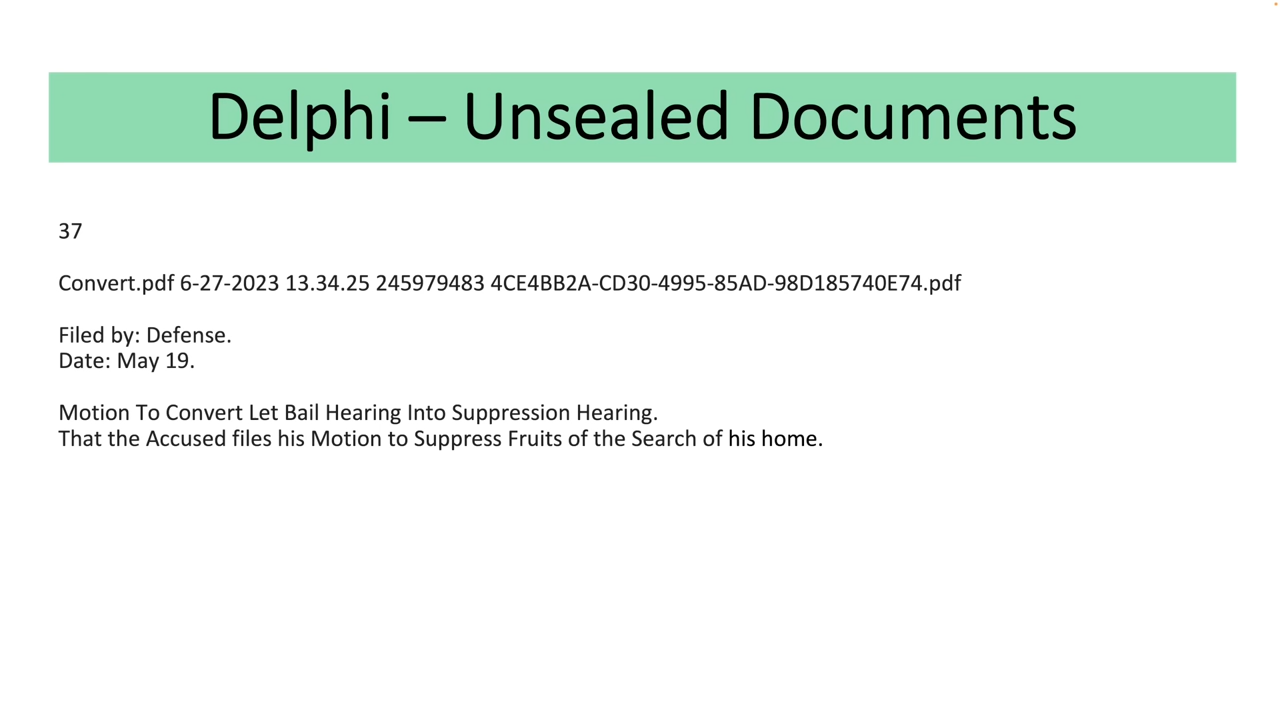 Delphi – Unsealed Documents
37
Convert.pdf 6-27-2023 13.34.25 245979483 4CE4BB2A-CD30-4995-85AD-98D185740E74.pdf
Filed by: Defense.
Date: May 19.
Motion To Convert Let Bail Hearing Into Suppression Hearing.
That the Accused files his Motion to Suppress Fruits of the Search of his home.